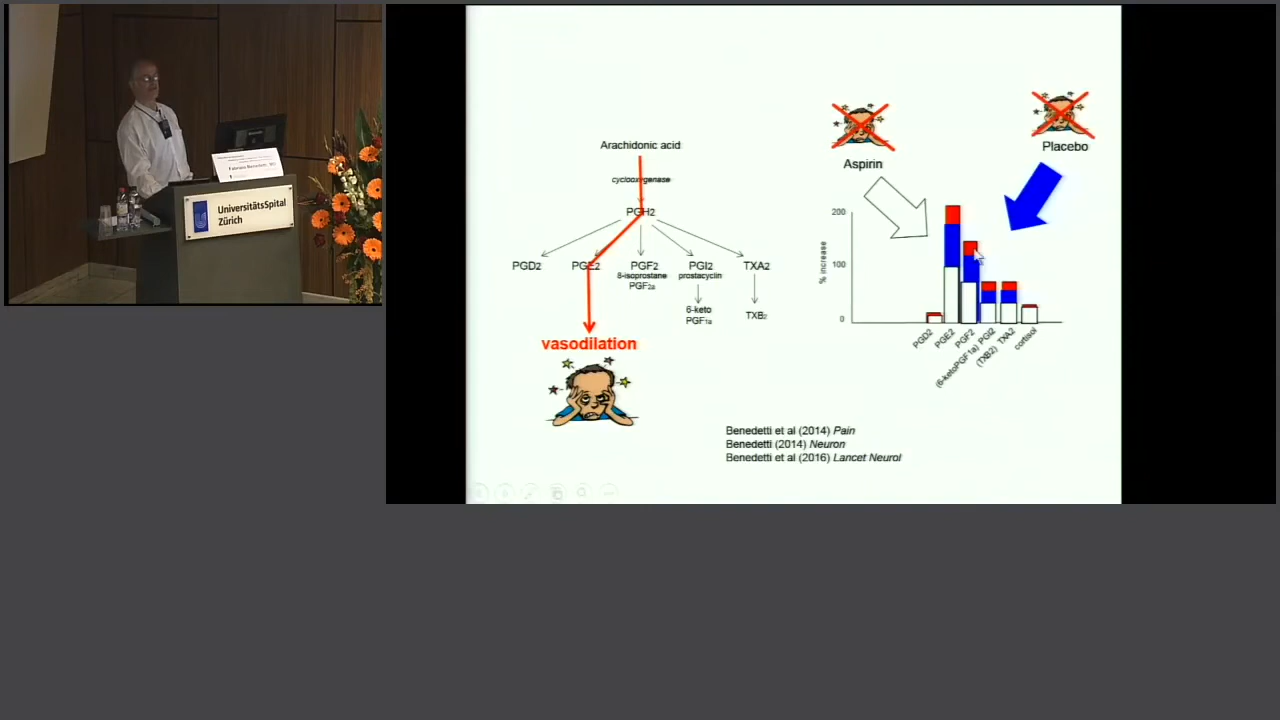 UniversitätsSpital
Zürich
Arachidonic acid
cyclooxygenase
PGH2
PGD2
PGE2
PGF2
8-isoprostane
PGF2a
PGI2
prostacyclin
TXA2
6-keto
PGF1a
TXB2
vasodilation
Aspirin
Placebo
% increase
200
100
0
PGD2
PGE2
PGF2
PGI2
(6-ketoPGF1a)
TXA2
(TXB2)
cortisol
Benedetti et al (2014) Pain
Benedetti (2014) Neuron
Benedetti et al (2016) Lancet Neurol